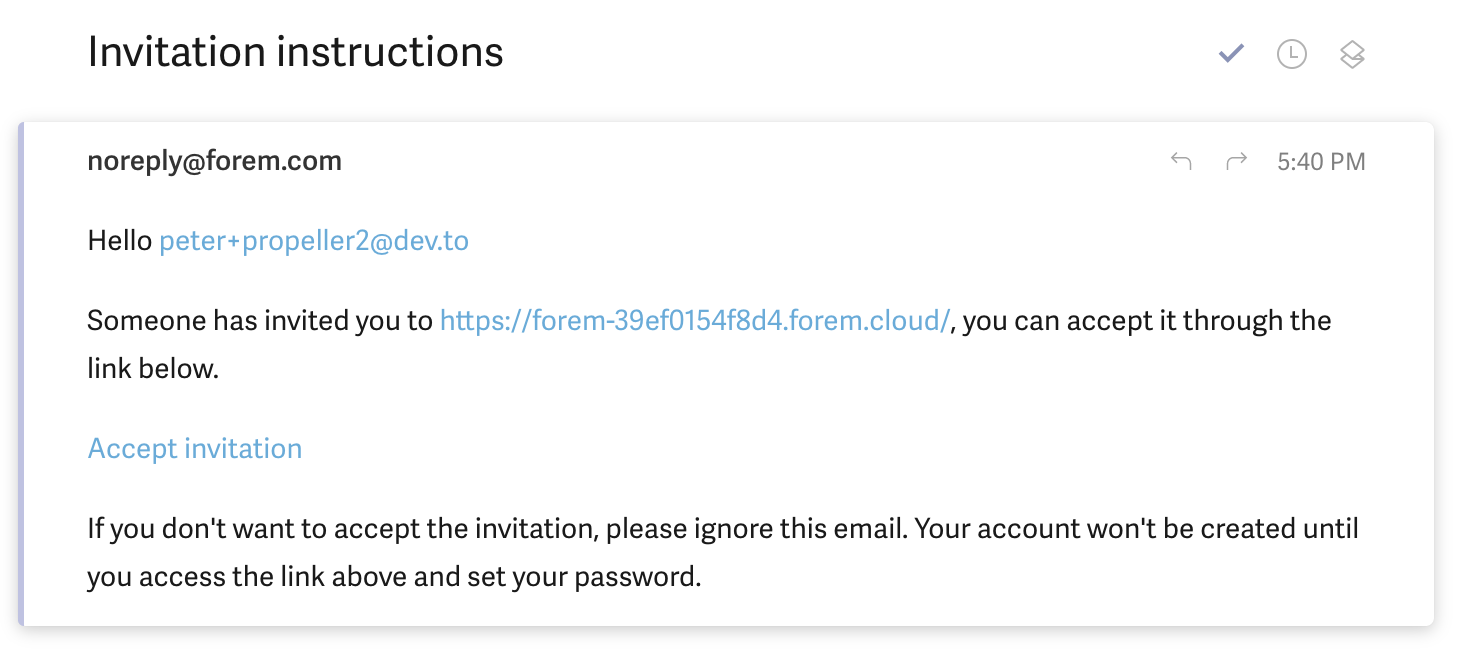 Invitation instructions
noreply@forem.com
5:40 PM
Hello peter+propeller2@dev.to
Someone has invited you to https://forem-39ef0154f8d4.forem.cloud/, you can accept it through the
link below.
Accept invitation
If you don't want to accept the invitation, please ignore this email. Your account won't be created until
you access the link above and set your password.